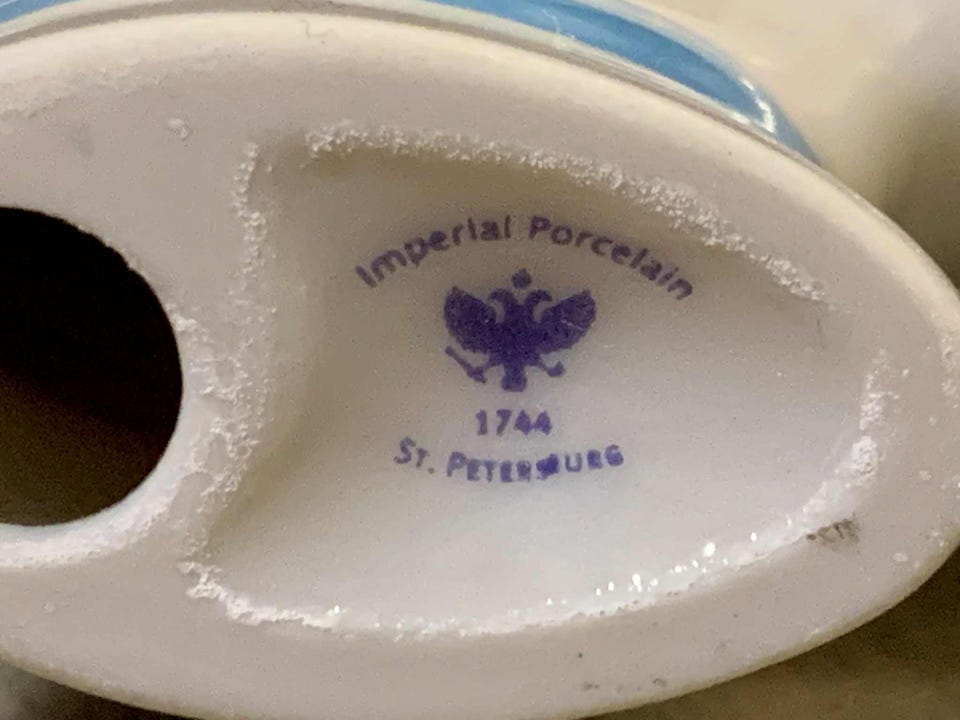 Imperial Porcelain
1744
ST. PETERSBURG